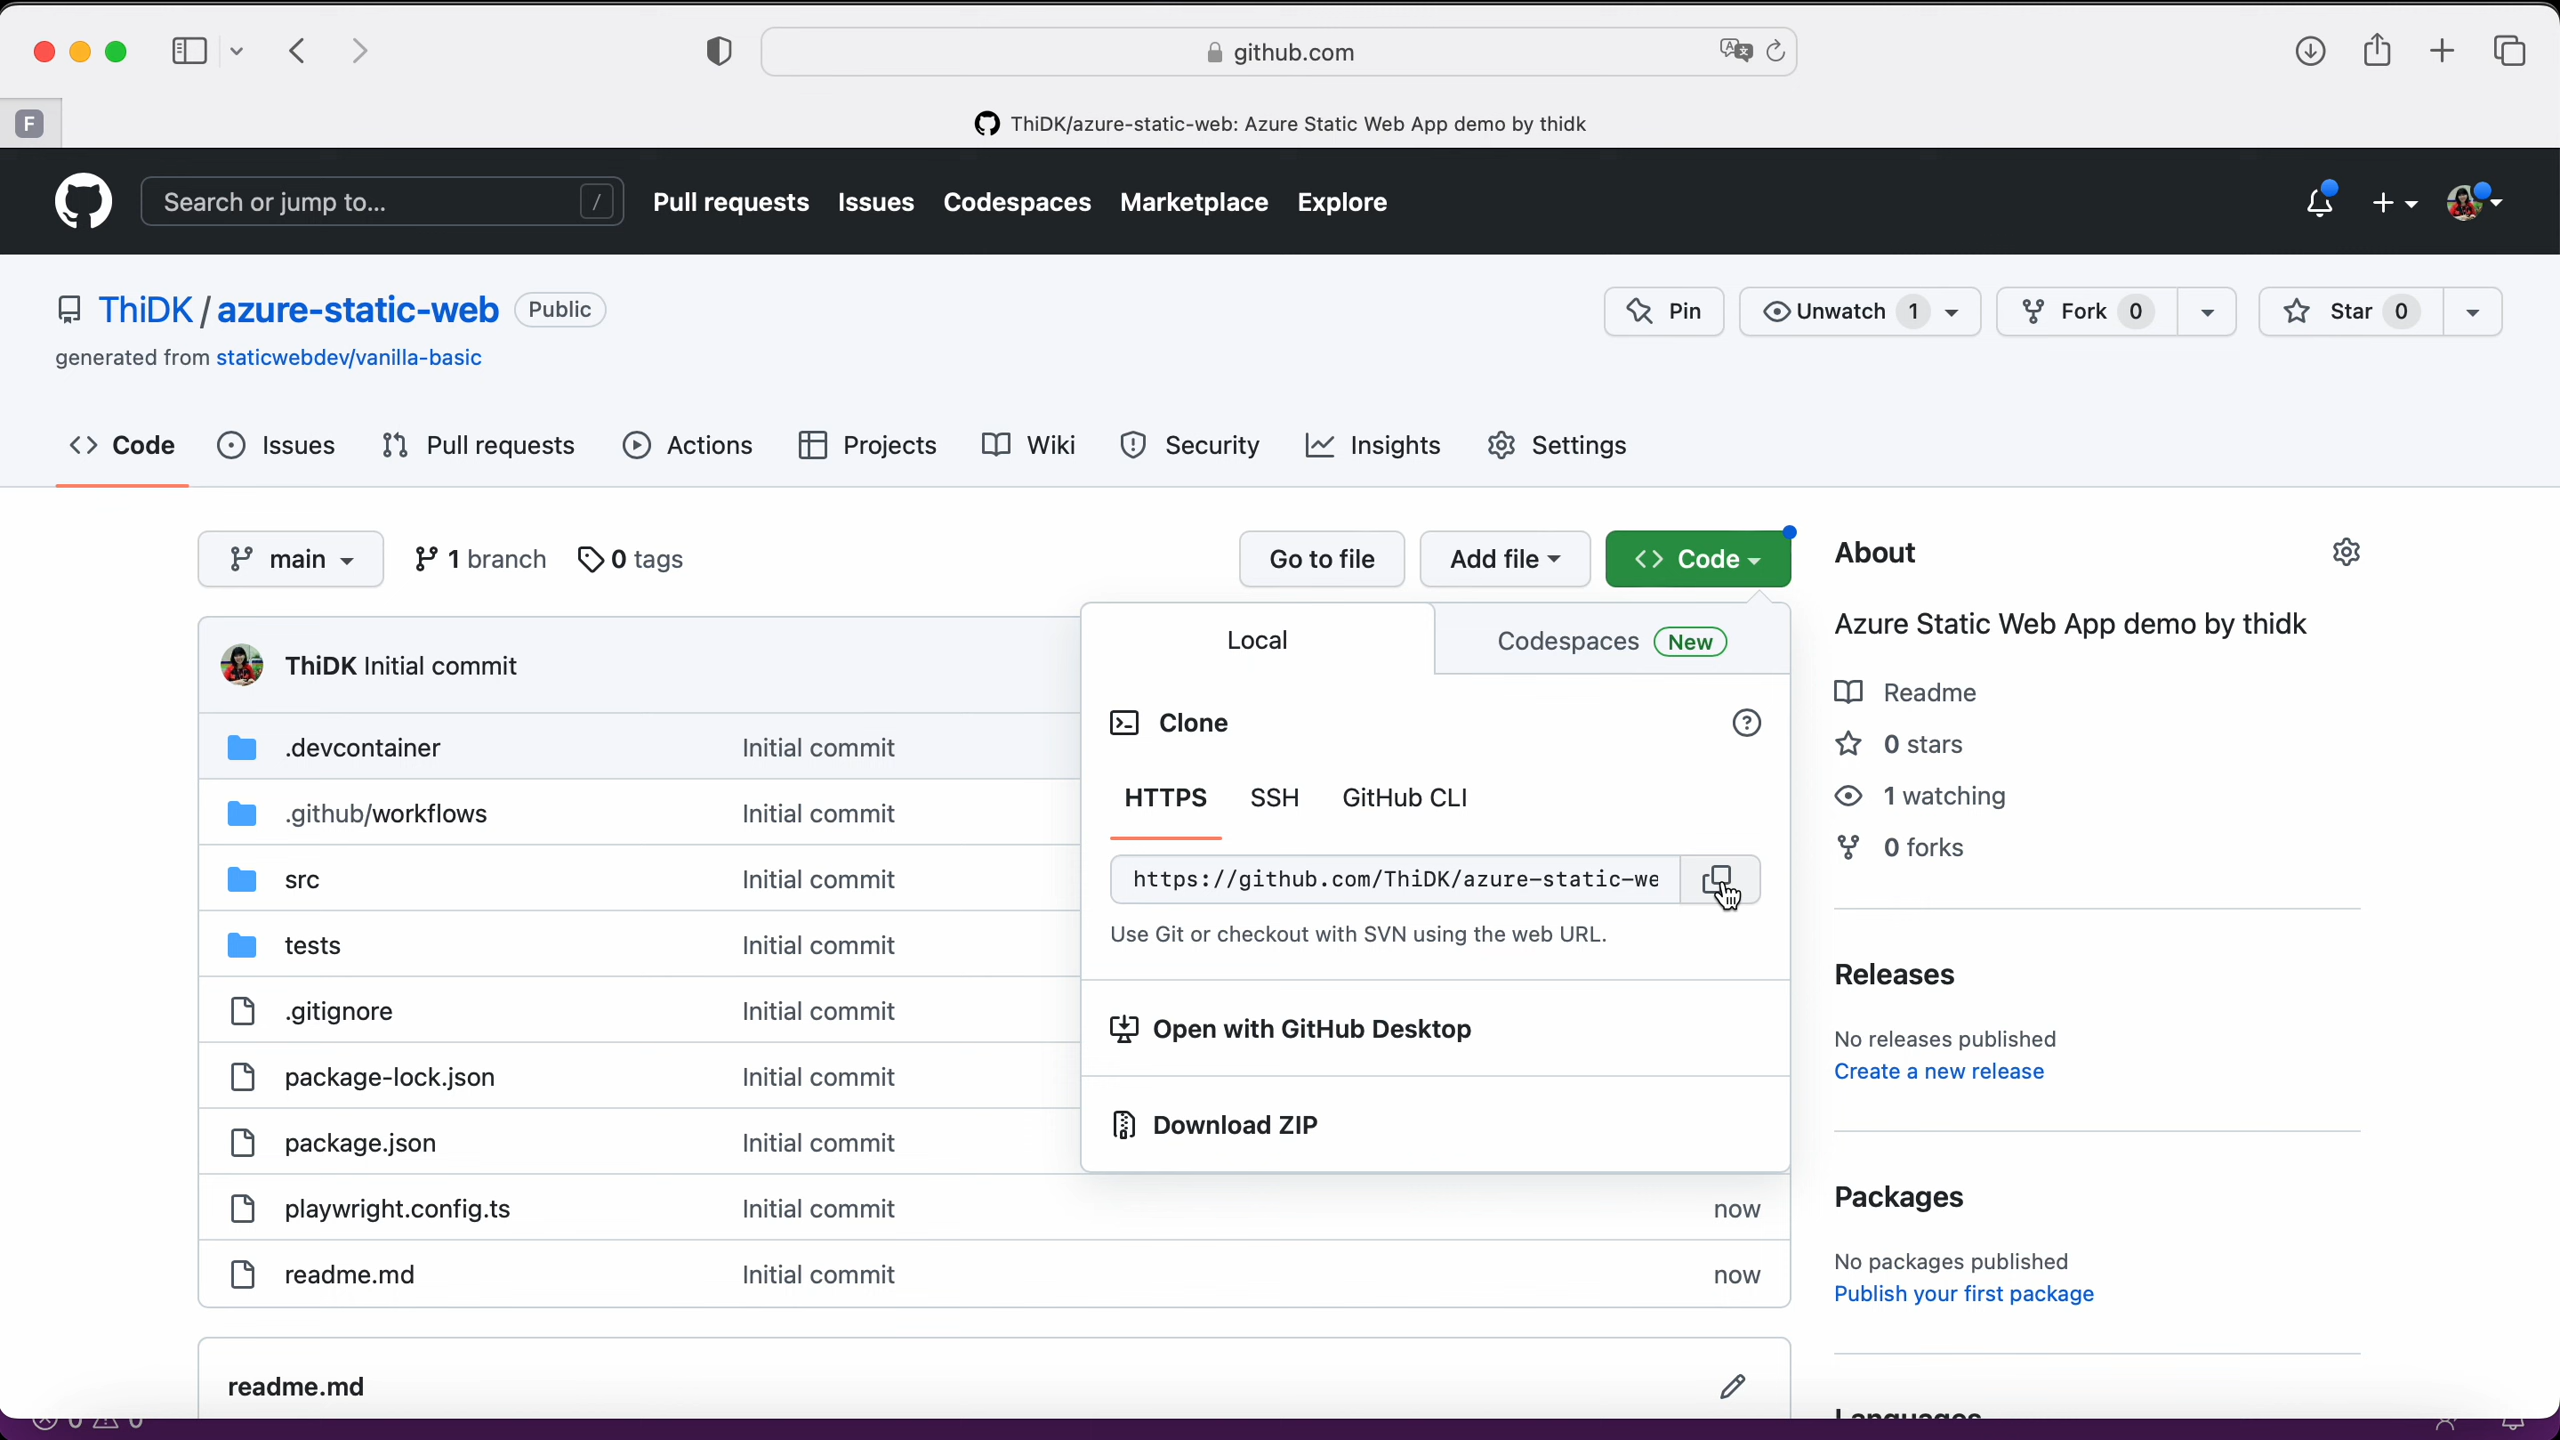 github.com
F
ThiDK/azure-static-web: Azure Static Web App demo by thidk
Search or jump to... /
Pull requests Issues Codespaces Marketplace Explore
ThiDK / azure-static-web Public
Pin Unwatch 1 Fork 0 Star 0
generated from staticwebdev/vanilla-basic
Code Issues Pull requests Actions Projects Wiki Security Insights Settings
main 1 branch 0 tags Go to file Add file Code
ThiDK Initial commit
.devcontainer Initial commit
.github/workflows Initial commit
src Initial commit
tests Initial commit
.gitignore Initial commit
package-lock.json Initial commit
package.json Initial commit
playwright.config.ts Initial commit now
readme.md Initial commit now
readme.md
Local Codespaces New
Clone
HTTPS SSH GitHub CLI
https://github.com/ThiDK/azure-static-we
Use Git or checkout with SVN using the web URL.
Open with GitHub Desktop
Download ZIP
About
Azure Static Web App demo by thidk
Readme
0 stars
1 watching
0 forks
Releases
No releases published
Create a new release
Packages
No packages published
Publish your first package
Languages
0 0